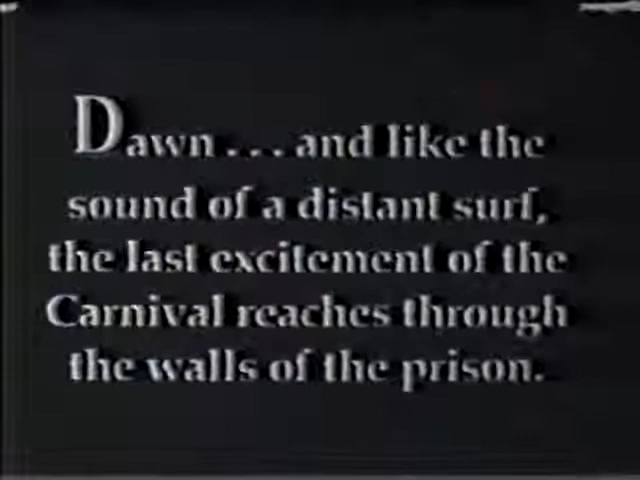 Dawn . . . and like the
sound of a distant surf,
the last excitement of the
Carnival reaches through
the walls of the prison.